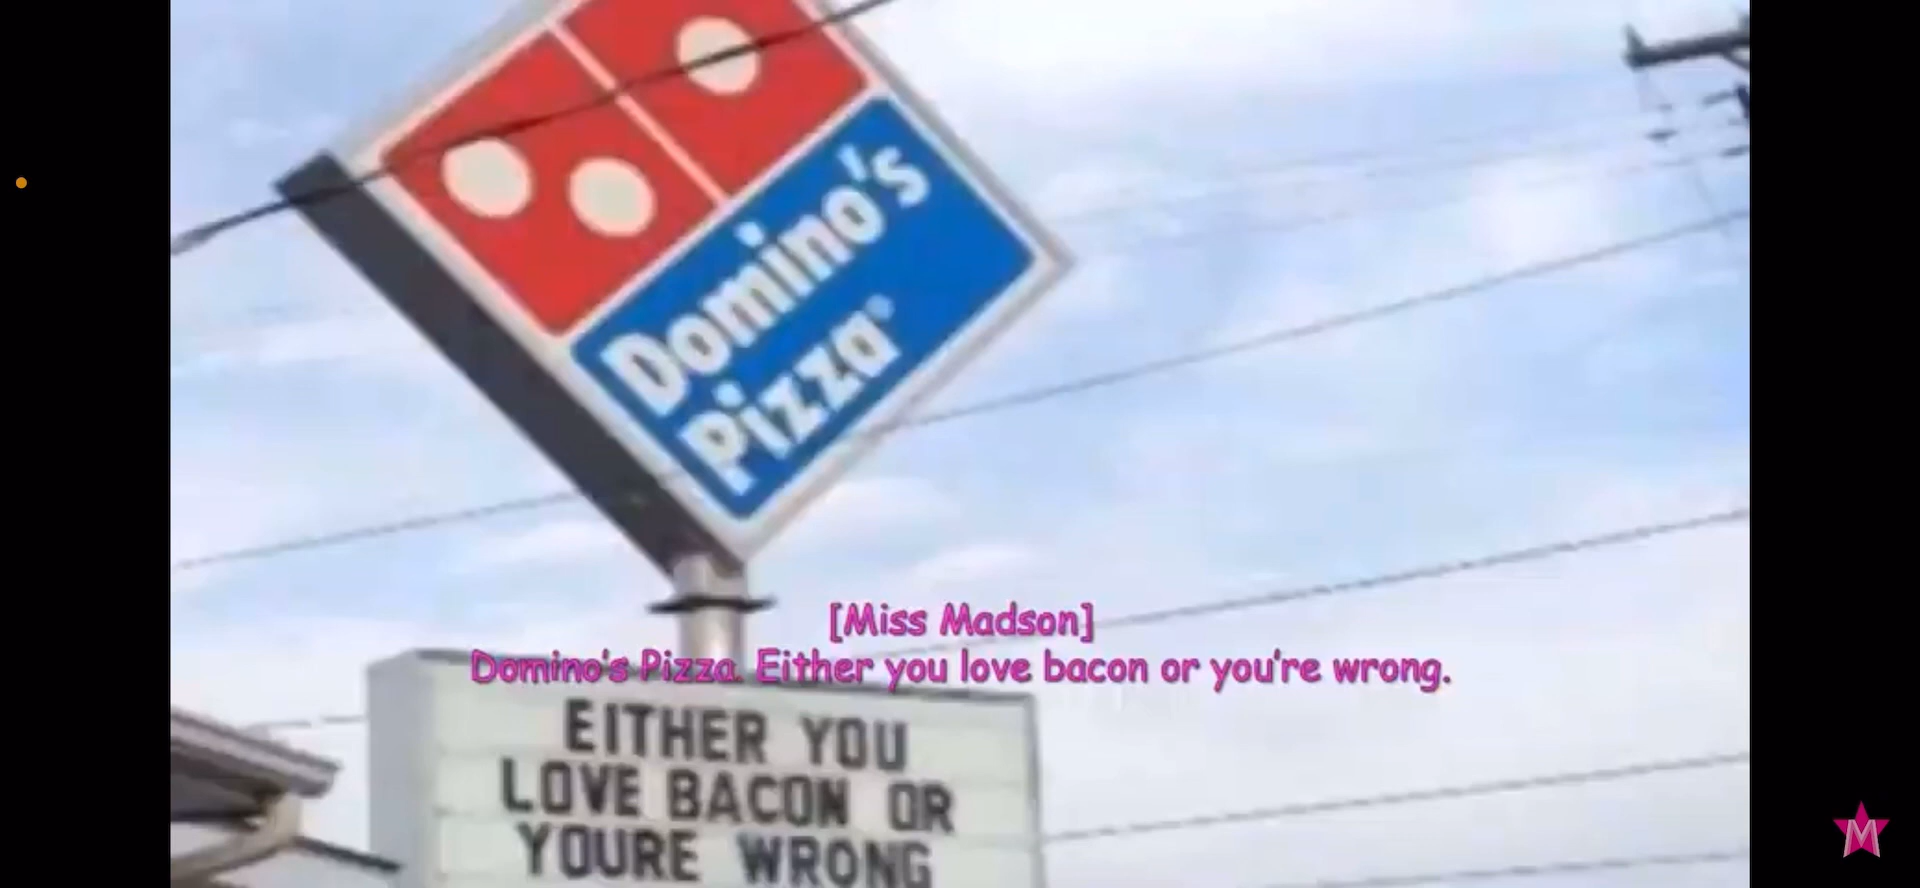 Domino's
Pizza
[Miss Madson]
Domino's Pizza. Either you love bacon or you're wrong.
EITHER YOU
LOVE BACON OR
YOURE WRONG
M